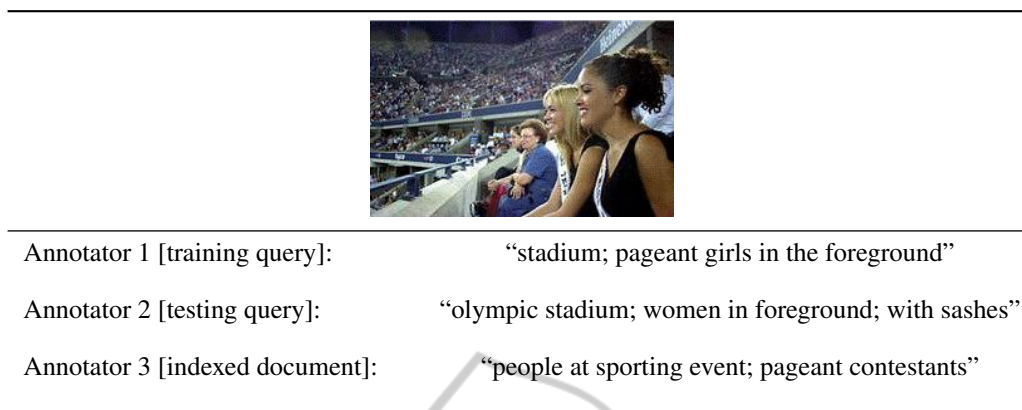 Heineken
Annotator 1 [training query]: “stadium; pageant girls in the foreground”
Annotator 2 [testing query]: “olympic stadium; women in foreground; with sashes”
Annotator 3 [indexed document]: “people at sporting event; pageant contestants”